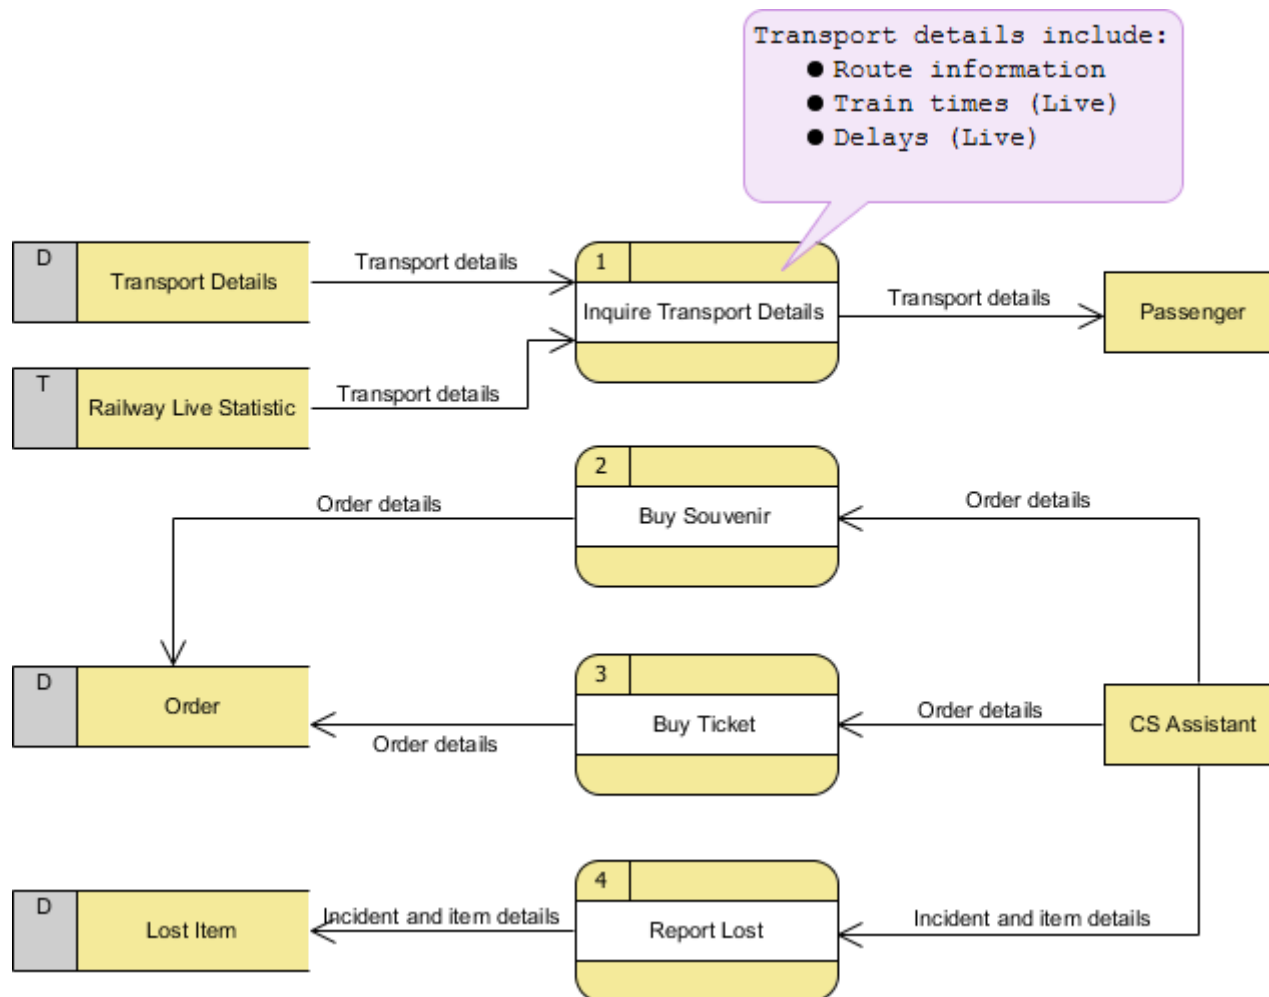 Transport details include:
● Route information
● Train times (Live)
● Delays (Live)
D
Transport Details
Transport details
1
Inquire Transport Details
Transport details
Passenger
T
Railway Live Statistic
Transport details
2
Buy Souvenir
Order details
Order details
D
Order
3
Buy Ticket
Order details
Order details
CS Assistant
D
Lost Item
Incident and item details
4
Report Lost
Incident and item details